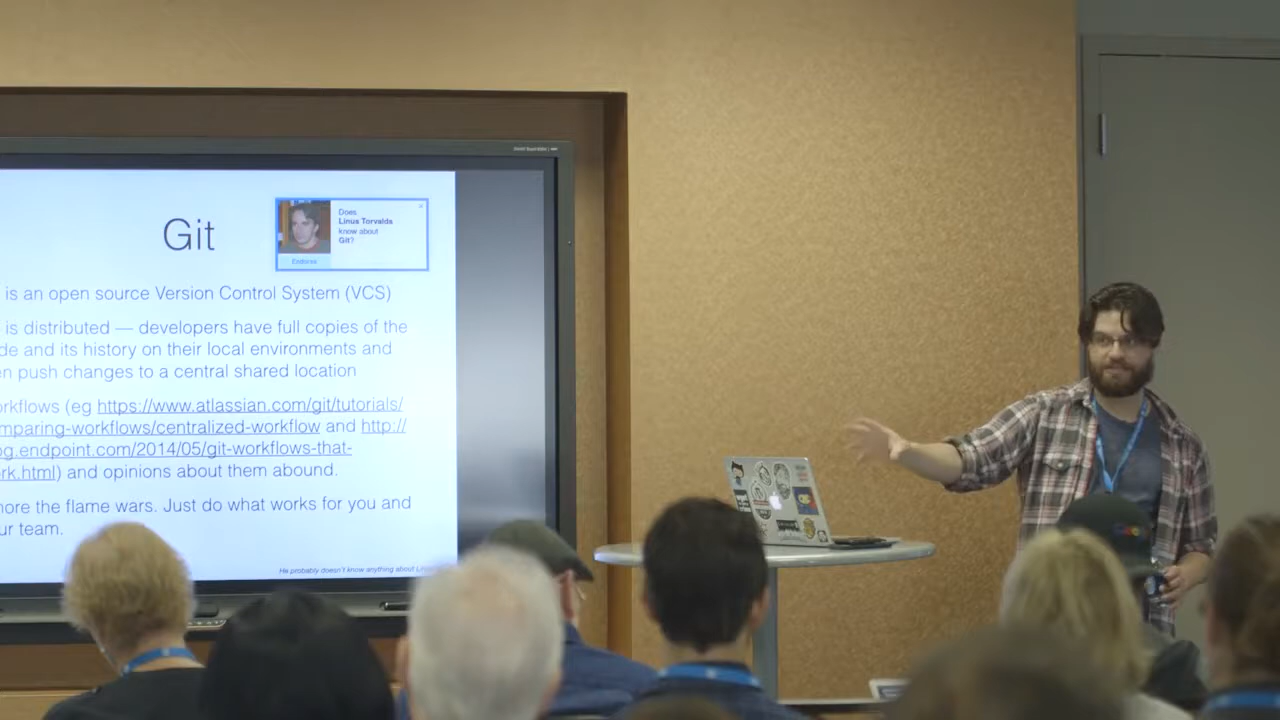 Git
Does
Linus Torvalds
know about
Git?
Endorse
is an open source Version Control System (VCS)
is distributed — developers have full copies of the
de and its history on their local environments and
n push changes to a central shared location
orkflows (eg https://www.atlassian.com/git/tutorials/
mparing-workflows/centralized-workflow and http://
og.endpoint.com/2014/05/git-workflows-that-
rk.html) and opinions about them abound.
nore the flame wars. Just do what works for you and
ur team.
He probably doesn't know anything about